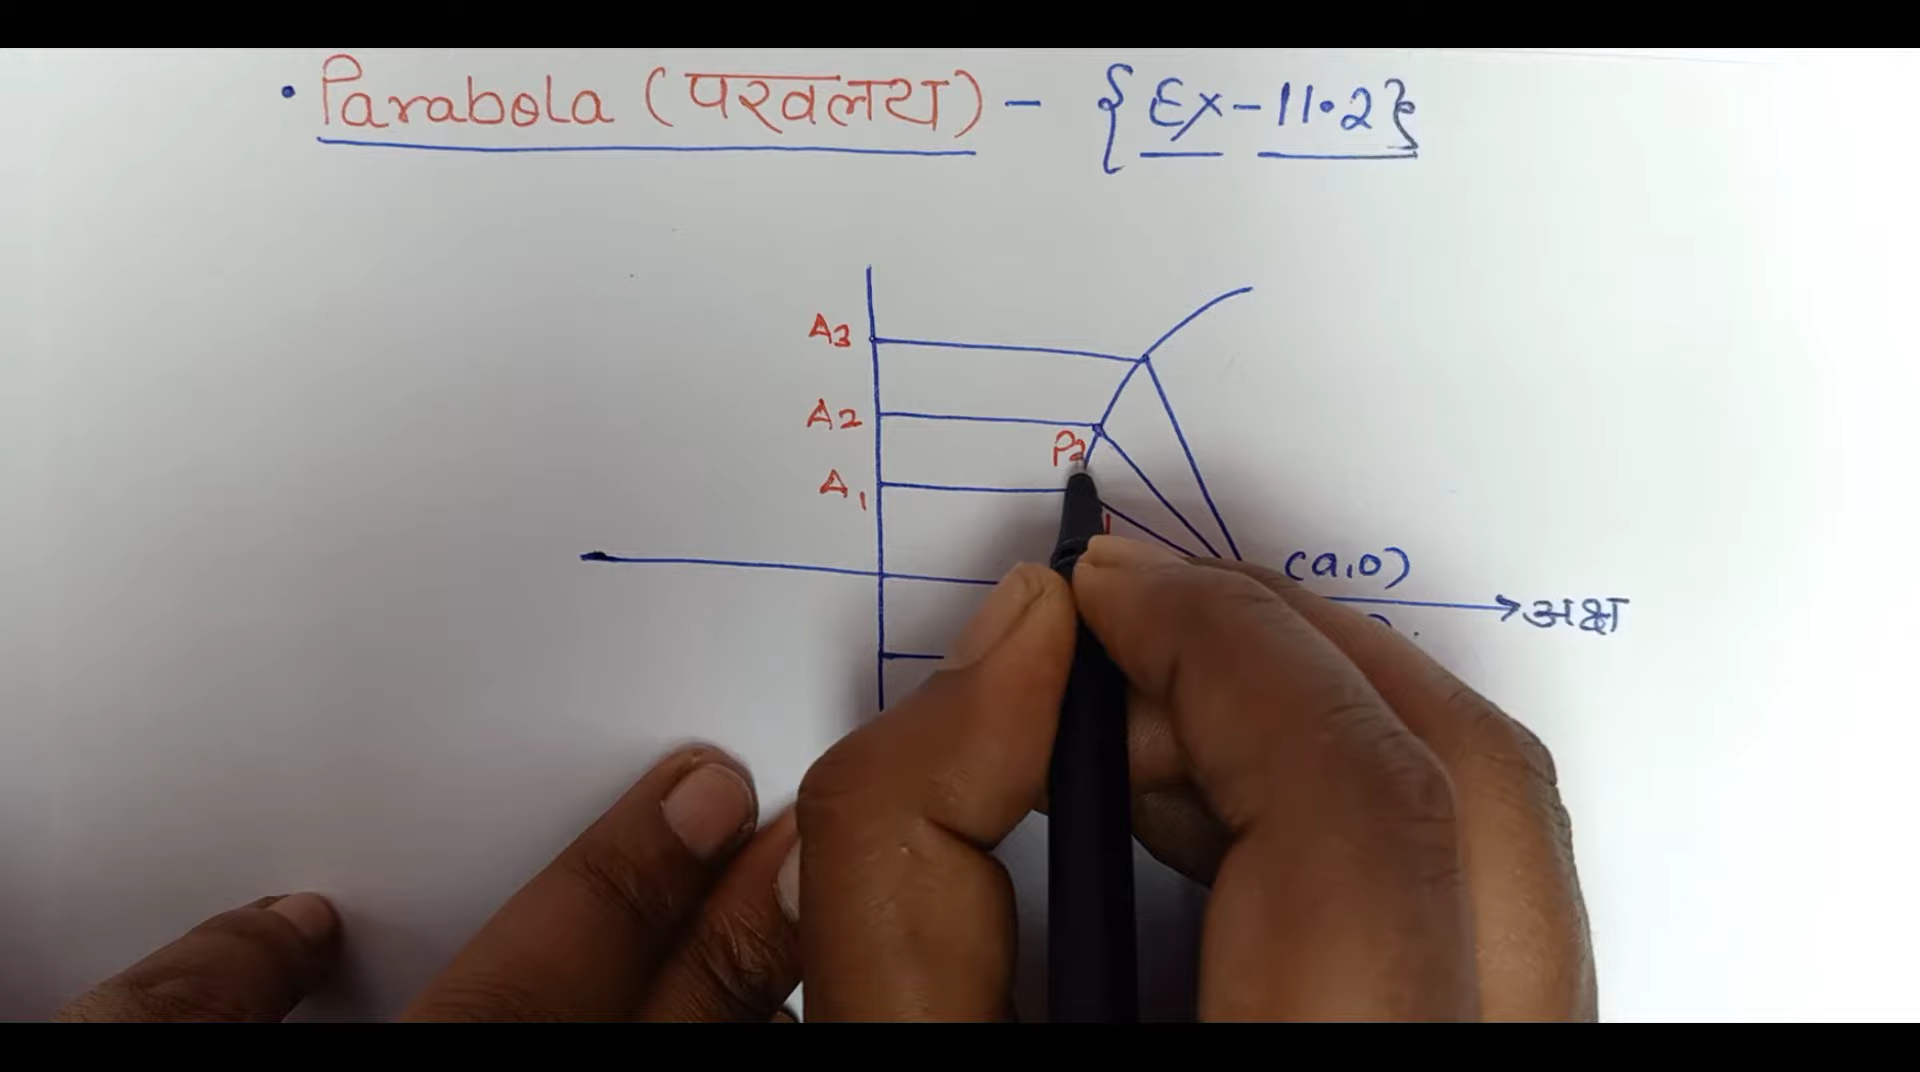 • Parabola (परवलय) - {Ex-11.2}
A3
A2
P2
A1
(a,0)
अक्ष